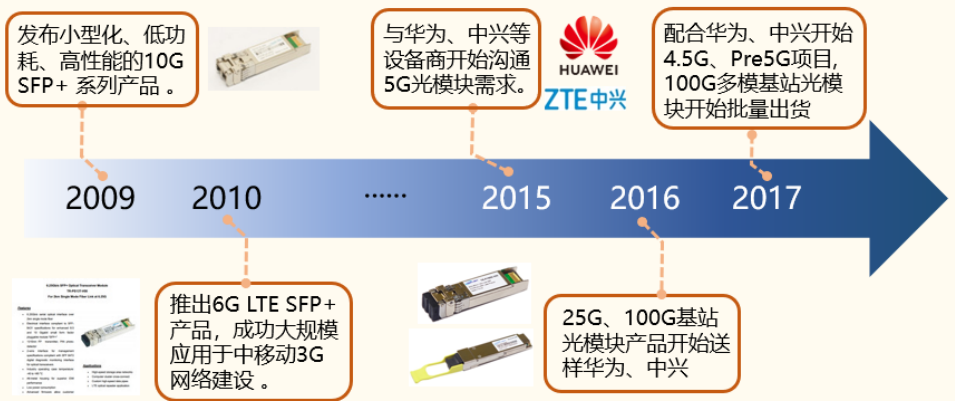 发布小型化、低功
耗、高性能的10G
SFP+ 系列产品 。
与华为、中兴等
设备商开始沟通
5G光模块需求。
HUAWEI
ZTE中兴
配合华为、中兴开始
4.5G、Pre5G项目,
100G多模基站光模
块开始批量出货
2009
2010
······
2015
2016
2017
Features
Applications
推出6G LTE SFP+
产品，成功大规模
应用于中移动3G
网络建设 。
25G、100G基站
光模块产品开始送
样华为、中兴